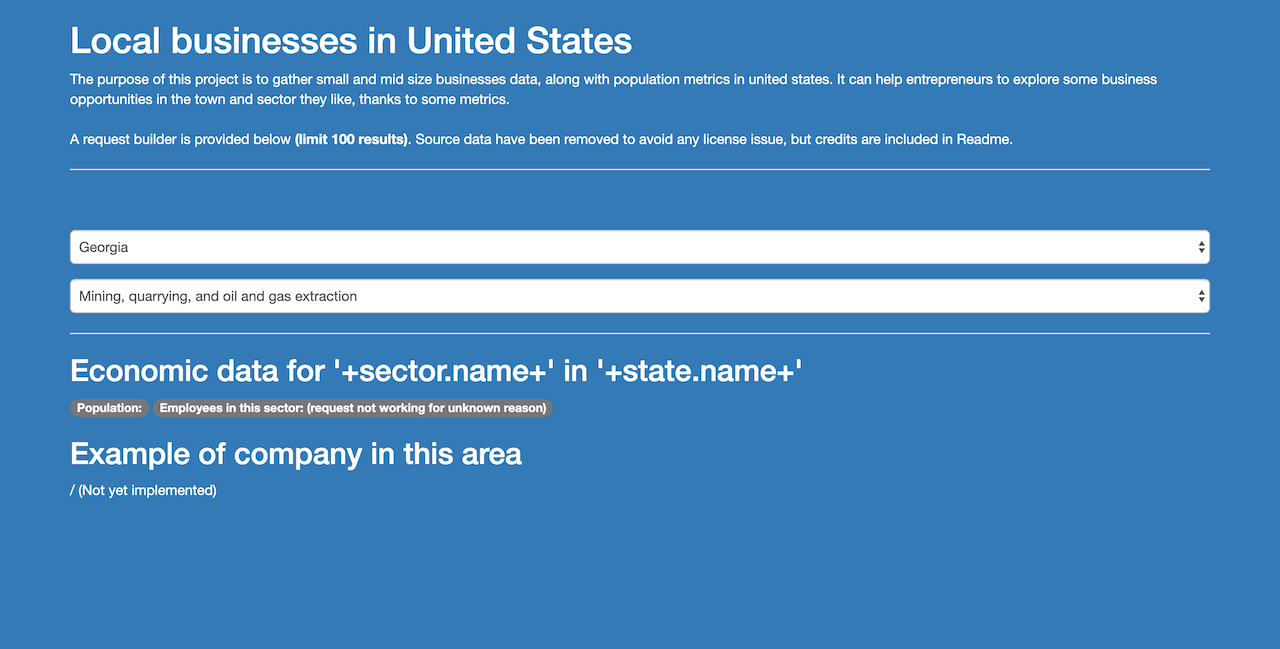 Local businesses in United States
The purpose of this project is to gather small and mid size businesses data, along with population metrics in united states. It can help entrepreneurs to explore some business
opportunities in the town and sector they like, thanks to some metrics.
A request builder is provided below (limit 100 results). Source data have been removed to avoid any license issue, but credits are included in Readme.
Georgia
Mining, quarrying, and oil and gas extraction
Economic data for '+sector.name+' in '+state.name+'
Population: Employees in this sector: (request not working for unknown reason)
Example of company in this area
/ (Not yet implemented)